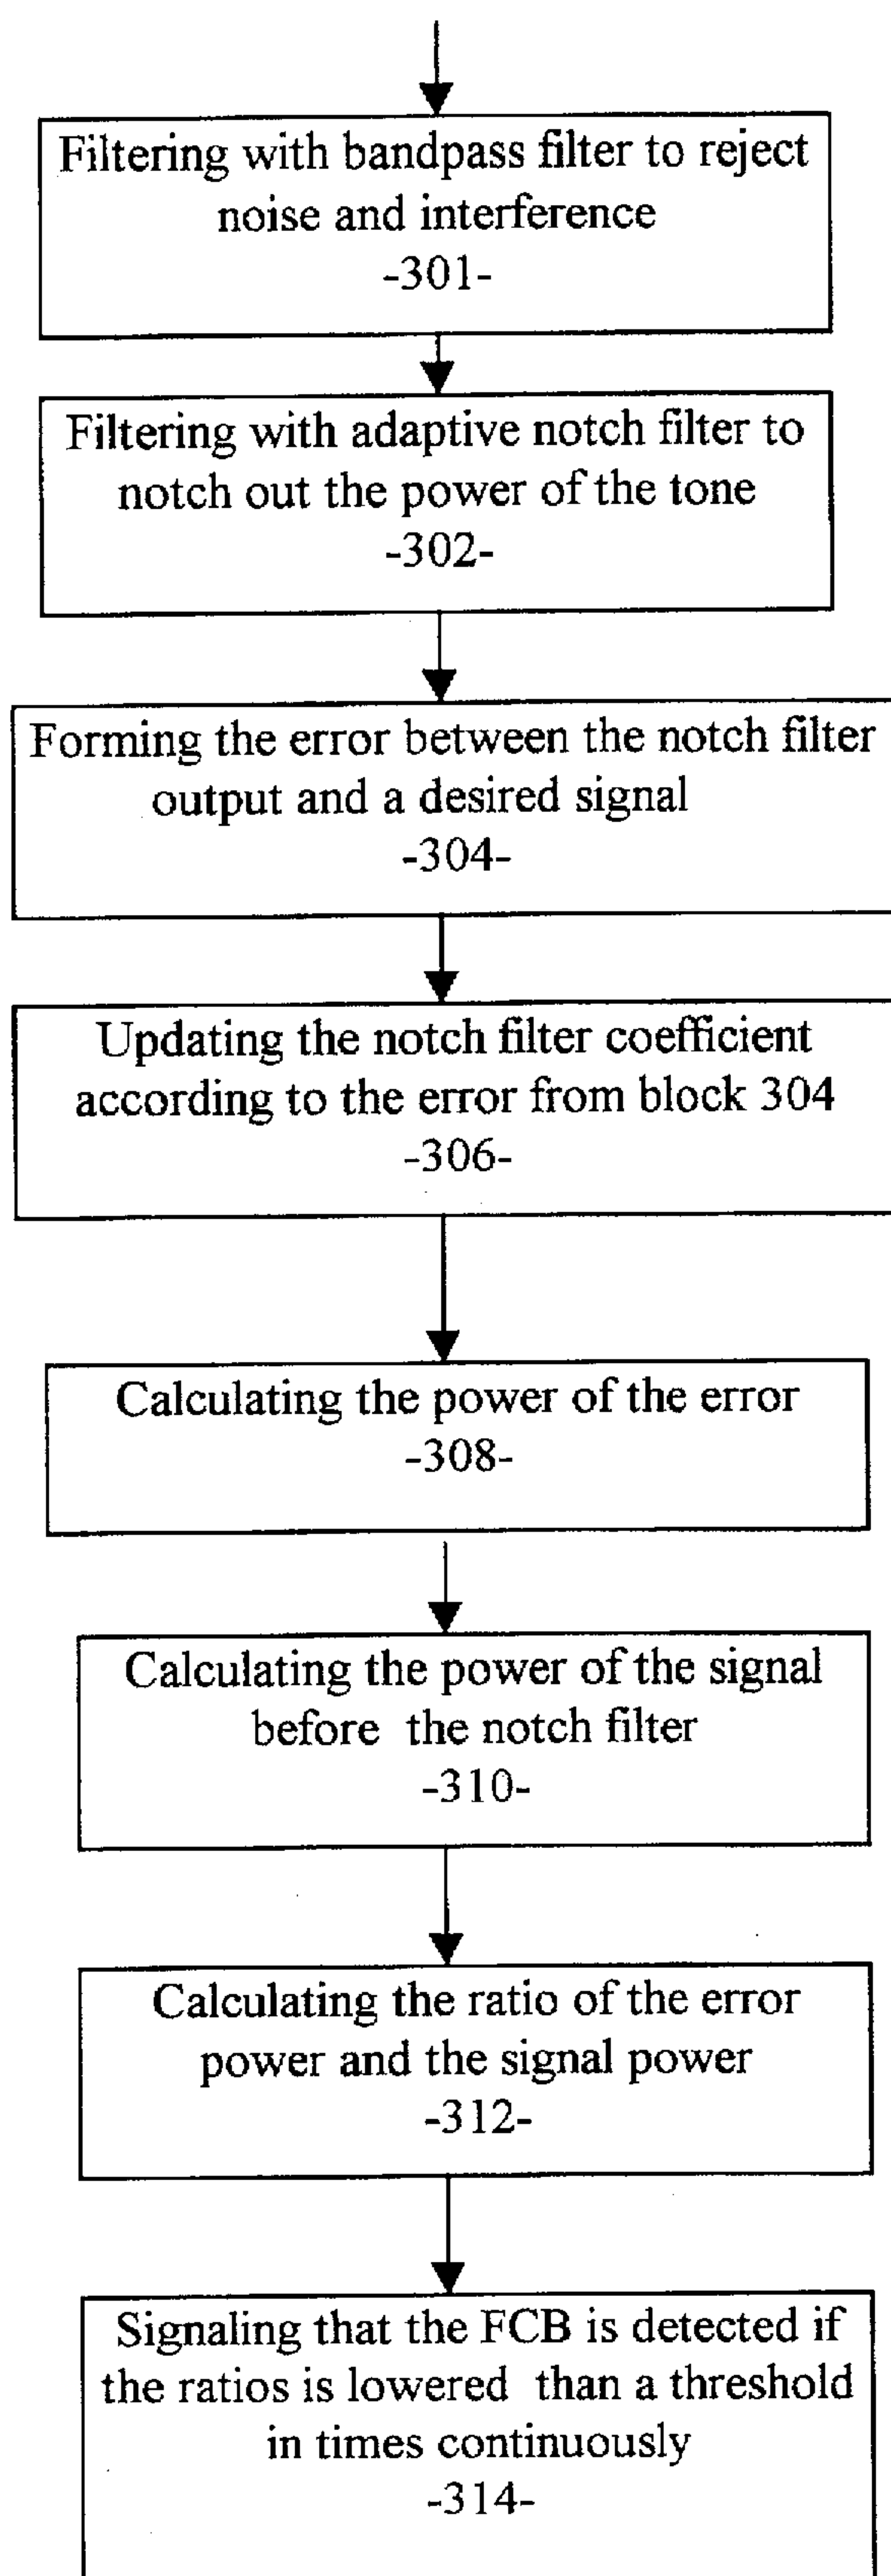 Filtering with bandpass filter to reject
noise and interference
-301-
Filtering with adaptive notch filter to
notch out the power of the tone
-302-
Forming the error between the notch filter
output and a desired signal
-304-
Updating the notch filter coefficient
according to the error from block 304
-306-
Calculating the power of the error
-308-
Calculating the power of the signal
before the notch filter
-310-
Calculating the ratio of the error
power and the signal power
-312-
Signaling that the FCB is detected if
the ratios is lowered than a threshold
in times continuously
-314-